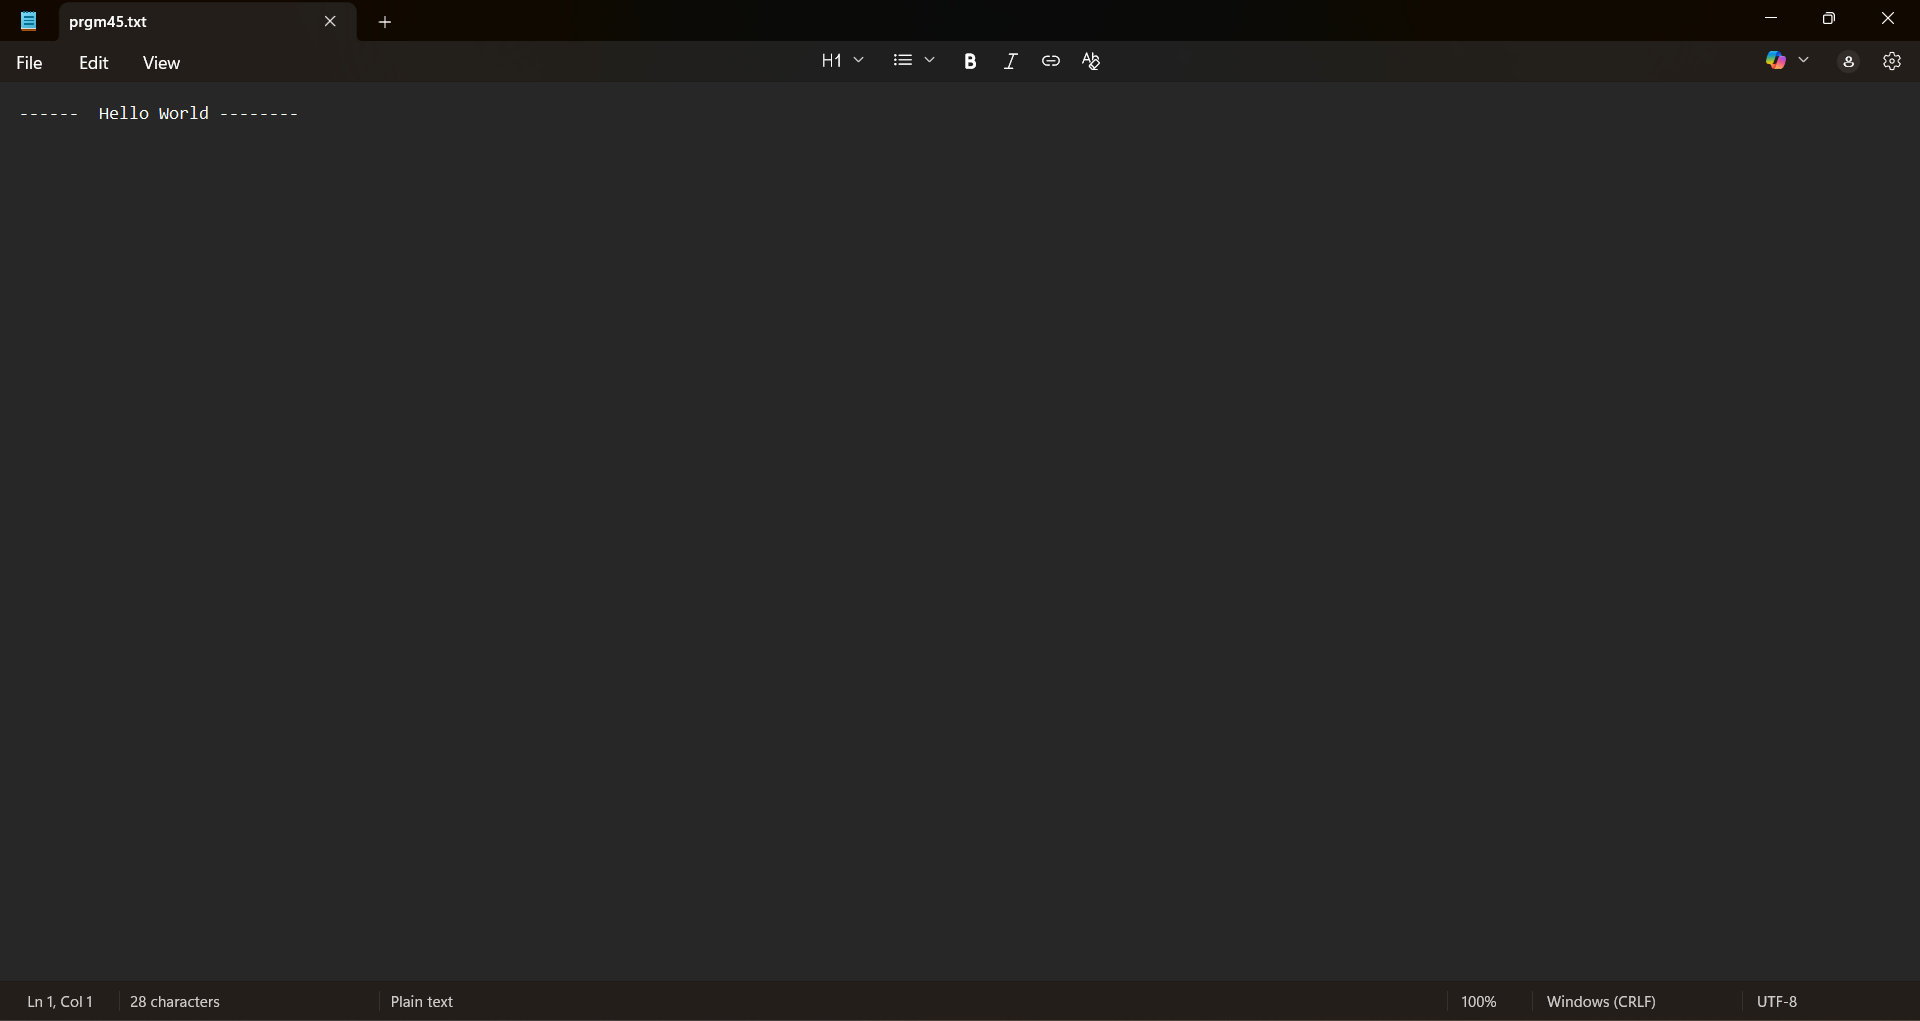 prgm45.txt
File Edit View H1
------  Hello World --------
Ln 1, Col 1 28 characters Plain text 100% Windows (CRLF) UTF-8